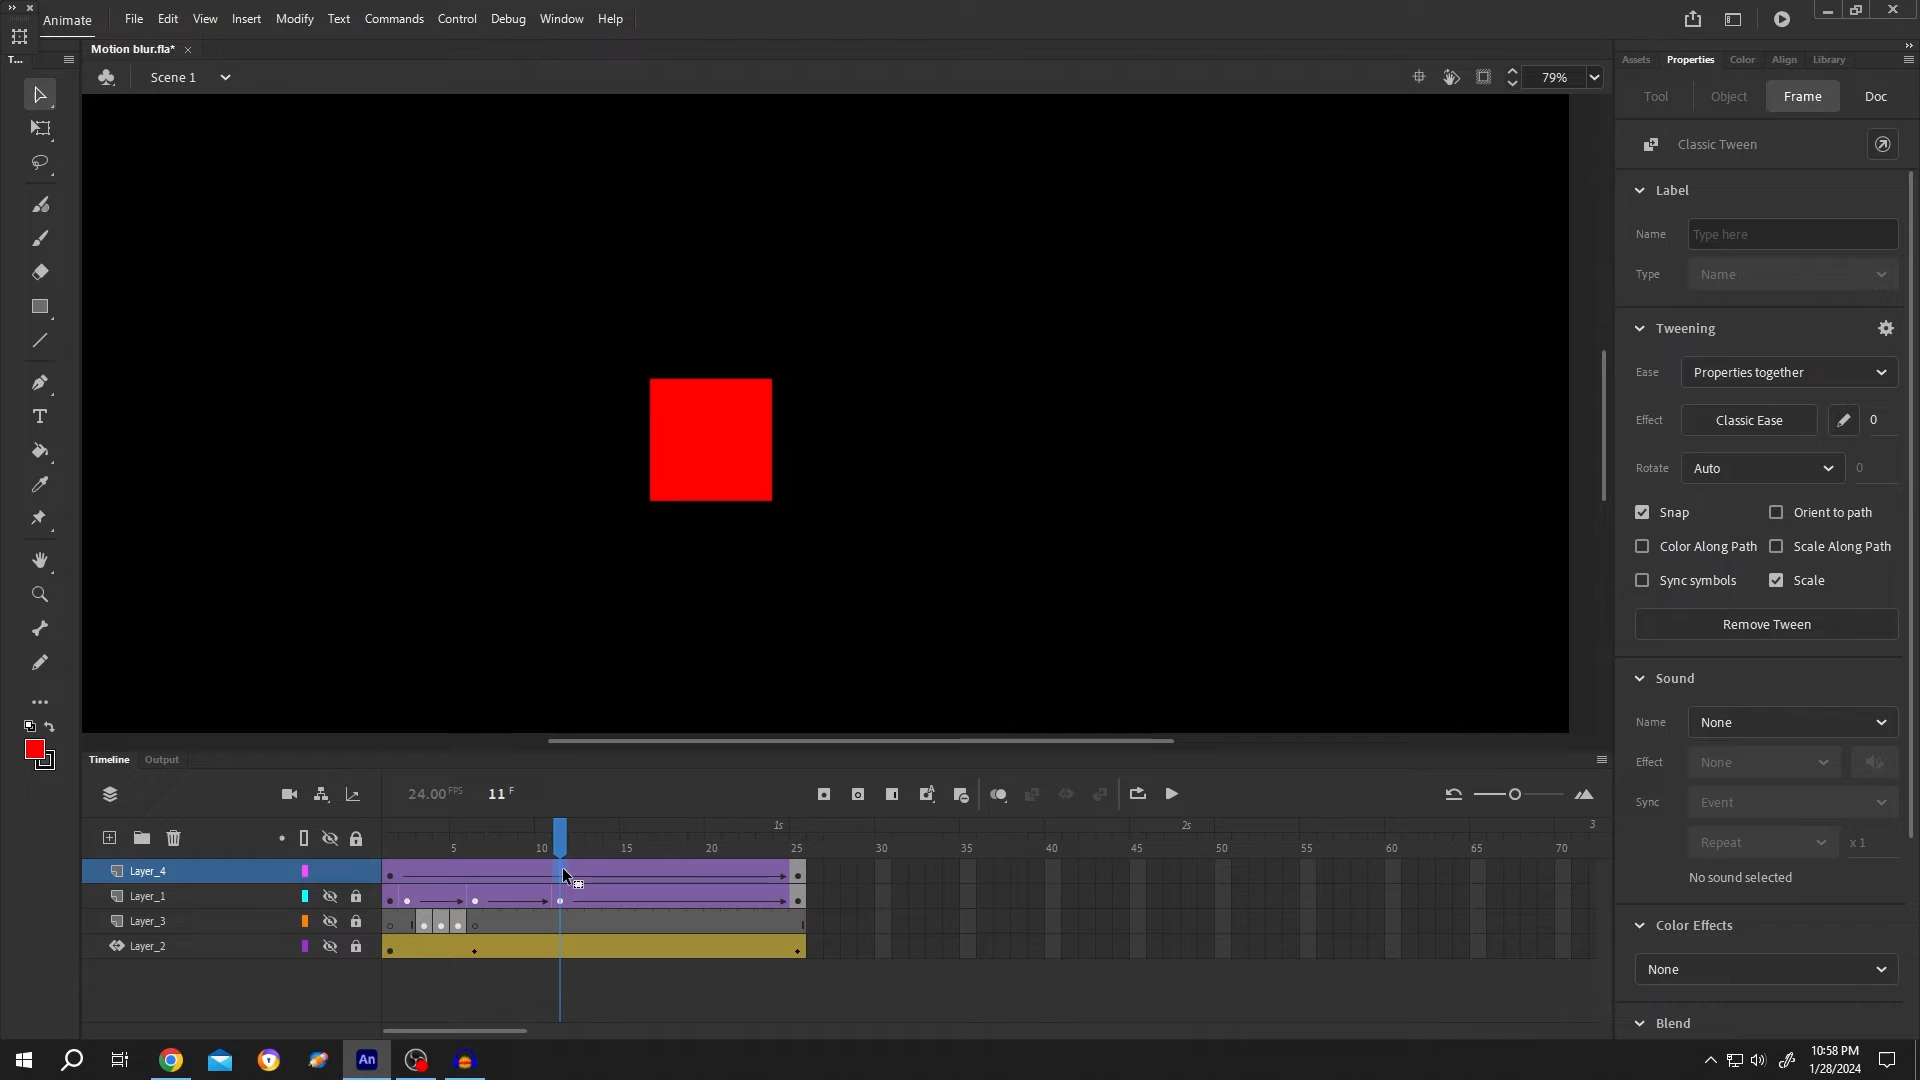 Animate File Edit View Insert Modify Text Commands Control Debug Window Help
Motion blur.fla*
T...
Scene 1
79%
Assets Properties Color Align Library
Tool Object Frame Doc
Classic Tween
Label
Name Type here
Type Name
Tweening
Ease Properties together
Effect Classic Ease 0
Rotate Auto 0
Snap Orient to path
Color Along Path Scale Along Path
Sync symbols Scale
Remove Tween
Sound
Name None
Effect None
Sync Event
Repeat x 1
No sound selected
Color Effects
None
Blend
Timeline Output
24.00 FPS 11 F
1s 2s 3
5 10 15 20 25 30 35 40 45 50 55 60 65 70
Layer_4
Layer_1
Layer_3
Layer_2
An
10:58 PM
1/28/2024